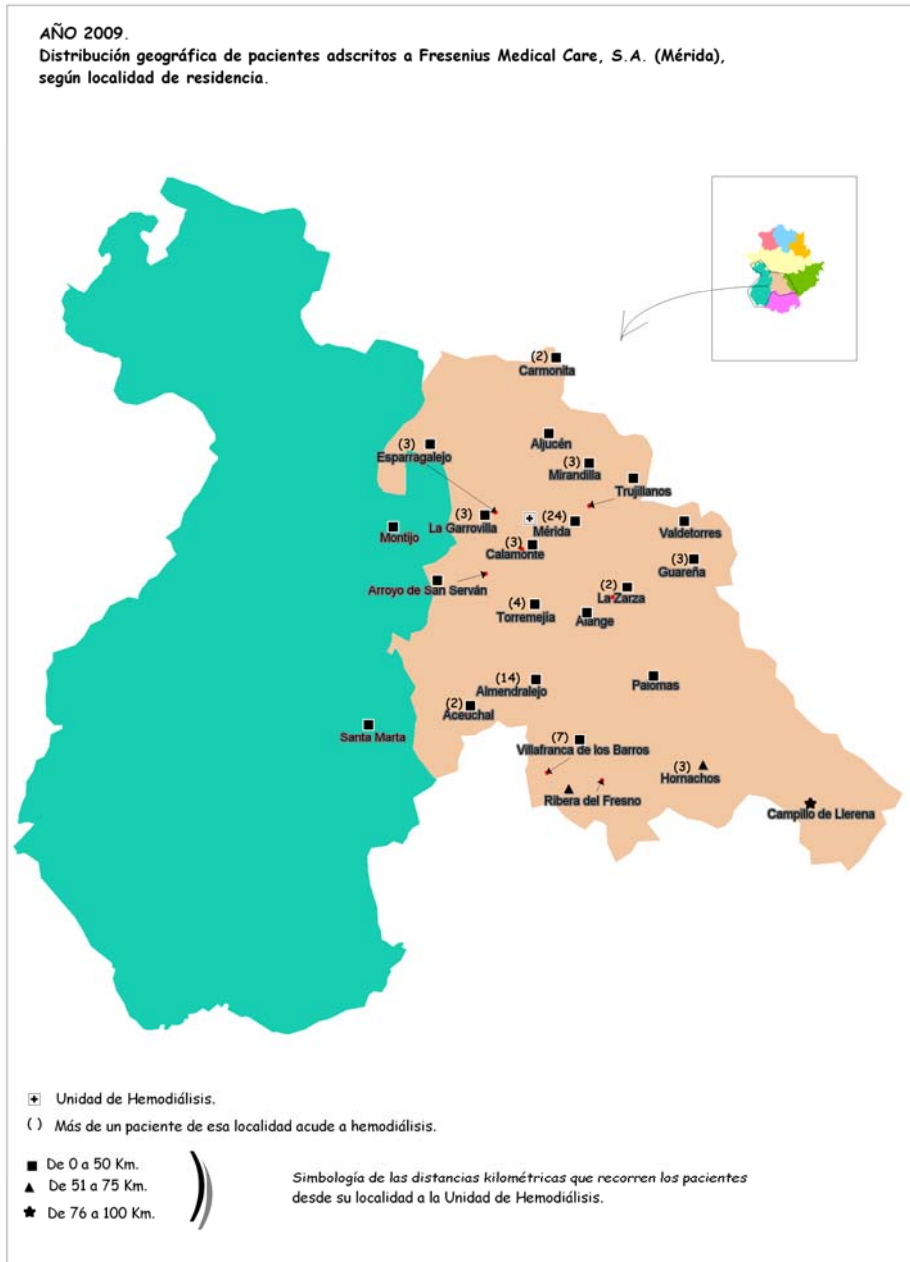 AÑO 2009.
Distribución geográfica de pacientes adscritos a Fresenius Medical Care, S.A. (Mérida),
según localidad de residencia.
(2)
Carmonita
(3)
Esparragalejo
Aljucén
(3)
Mirandilla
Trujillanos
(3)
La Garrovilla
(24)
Mérida
Valdetorres
Montijo
(3)
Calamonte
(3)
Guareña
Arroyo de San Serván
(2)
La Zarza
(4)
Torremejía
Alange
(14)
Almendralejo
Palomas
(2)
Aceuchal
Santa Marta
(7)
Villafranca de los Barros
(3)
Hornachos
Ribera del Fresno
Campillo de Llerena
Unidad de Hemodiálisis.
( ) Más de un paciente de esa localidad acude a hemodiálisis.
De 0 a 50 Km.
De 51 a 75 Km.
De 76 a 100 Km.
Simbología de las distancias kilométricas que recorren los pacientes
desde su localidad a la Unidad de Hemodiálisis.